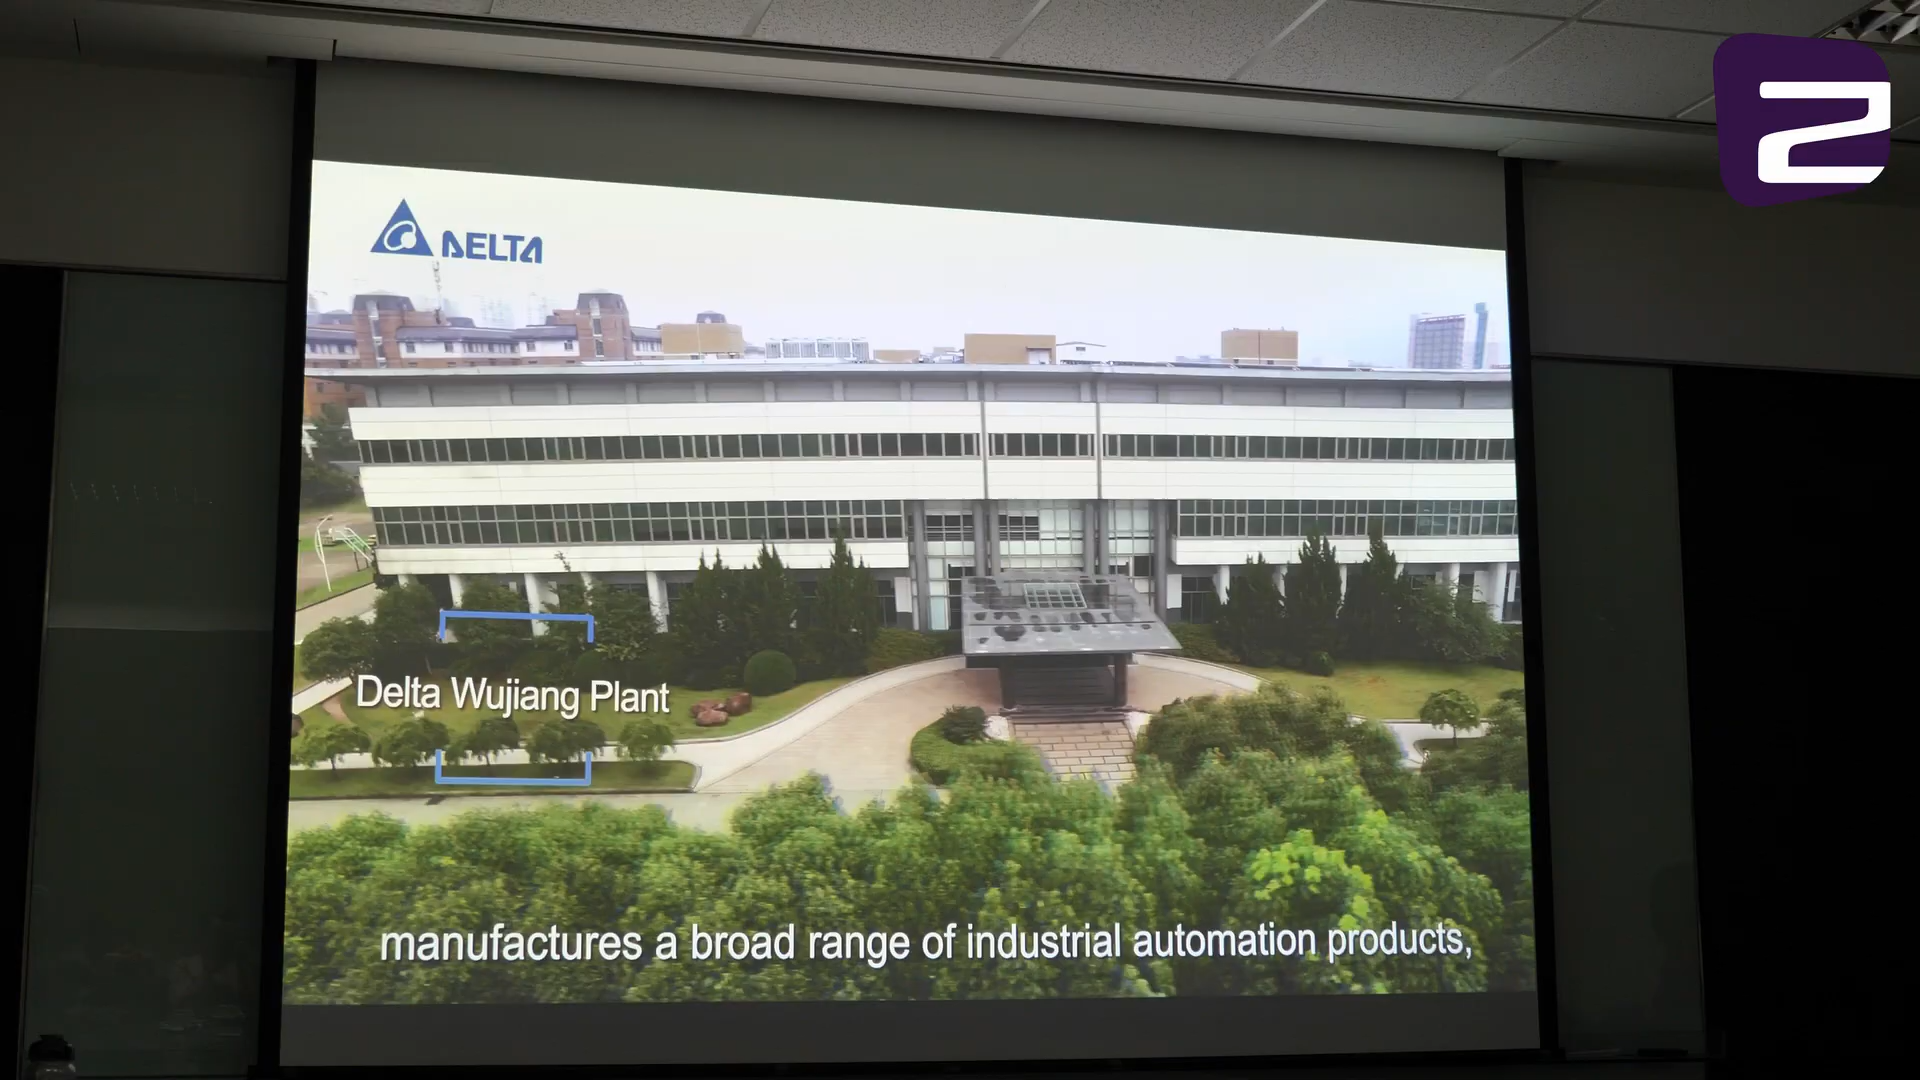 DELTA
Delta Wujiang Plant
manufactures a broad range of industrial automation products,